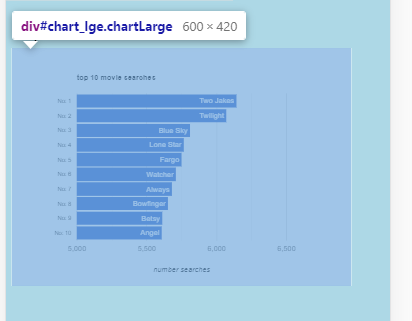 div#chart_lge.chartLarge 600 × 420
top 10 movie searches
No. 1 Two Jakes
No. 2 Twilight
No. 3 Blue Sky
No. 4 Lone Star
No. 5 Fargo
No. 6 Watcher
No. 7 Always
No. 8 Bowfinger
No. 9 Betsy
No. 10 Angel
5,000 5,500 6,000 6,500
number searches